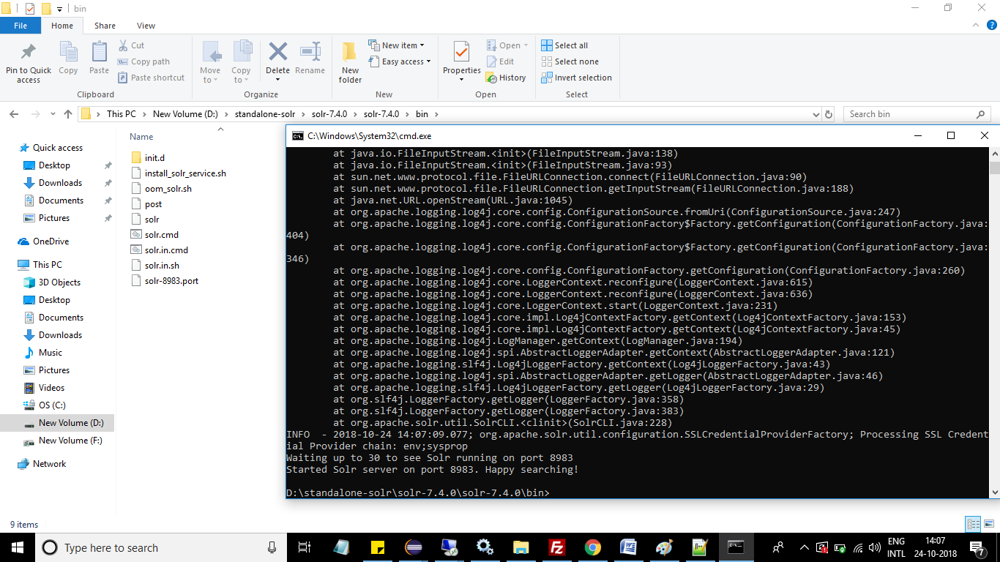 bin
File Home Share View
Pin to Quick access
Copy
Paste
Cut
Copy path
Paste shortcut
Clipboard
Move to
Copy to
Delete
Rename
Organize
New folder
New item
Easy access
New
Properties
Open
Edit
History
Open
Select all
Select none
Invert selection
Select
This PC > New Volume (D:) > standalone-solr > solr-7.4.0 > solr-7.4.0 > bin >
Search bin
Quick access
Desktop
Downloads
Documents
Pictures
OneDrive
This PC
3D Objects
Desktop
Documents
Downloads
Music
Pictures
Videos
OS (C:)
New Volume (D:)
New Volume (F:)
Network
Name
init.d
install_solr_service.sh
oom_solr.sh
post
solr
solr.cmd
solr.in.cmd
solr.in.sh
solr-8983.port
C:\Windows\System32\cmd.exe
at java.io.FileInputStream.<init>(FileInputStream.java:138)
at java.io.FileInputStream.<init>(FileInputStream.java:93)
at sun.net.www.protocol.file.FileURLConnection.connect(FileURLConnection.java:90)
at sun.net.www.protocol.file.FileURLConnection.getInputStream(FileURLConnection.java:188)
at java.net.URL.openStream(URL.java:1045)
at org.apache.logging.log4j.core.config.ConfigurationSource.fromUri(ConfigurationSource.java:247)
at org.apache.logging.log4j.core.config.ConfigurationFactory$Factory.getConfiguration(ConfigurationFactory.java:
404)
at org.apache.logging.log4j.core.config.ConfigurationFactory$Factory.getConfiguration(ConfigurationFactory.java:
346)
at org.apache.logging.log4j.core.config.ConfigurationFactory.getConfiguration(ConfigurationFactory.java:260)
at org.apache.logging.log4j.core.LoggerContext.reconfigure(LoggerContext.java:615)
at org.apache.logging.log4j.core.LoggerContext.reconfigure(LoggerContext.java:636)
at org.apache.logging.log4j.core.LoggerContext.start(LoggerContext.java:231)
at org.apache.logging.log4j.core.impl.Log4jContextFactory.getContext(Log4jContextFactory.java:153)
at org.apache.logging.log4j.core.impl.Log4jContextFactory.getContext(Log4jContextFactory.java:45)
at org.apache.logging.log4j.LogManager.getContext(LogManager.java:194)
at org.apache.logging.log4j.spi.AbstractLoggerAdapter.getContext(AbstractLoggerAdapter.java:121)
at org.apache.logging.slf4j.Log4jLoggerFactory.getContext(Log4jLoggerFactory.java:43)
at org.apache.logging.log4j.spi.AbstractLoggerAdapter.getLogger(AbstractLoggerAdapter.java:46)
at org.apache.logging.slf4j.Log4jLoggerFactory.getLogger(Log4jLoggerFactory.java:29)
at org.slf4j.LoggerFactory.getLogger(LoggerFactory.java:358)
at org.slf4j.LoggerFactory.getLogger(LoggerFactory.java:383)
at org.apache.solr.util.SolrCLI.<clinit>(SolrCLI.java:228)
INFO  - 2018-10-24 14:07:09.077; org.apache.solr.util.configuration.SSLCredentialProviderFactory; Processing SSL Credent
ial Provider chain: env;sysprop
Waiting up to 30 to see Solr running on port 8983
Started Solr server on port 8983. Happy searching!
D:\standalone-solr\solr-7.4.0\solr-7.4.0\bin>
9 items
Type here to search
ENG
INTL
14:07
24-10-2018
7